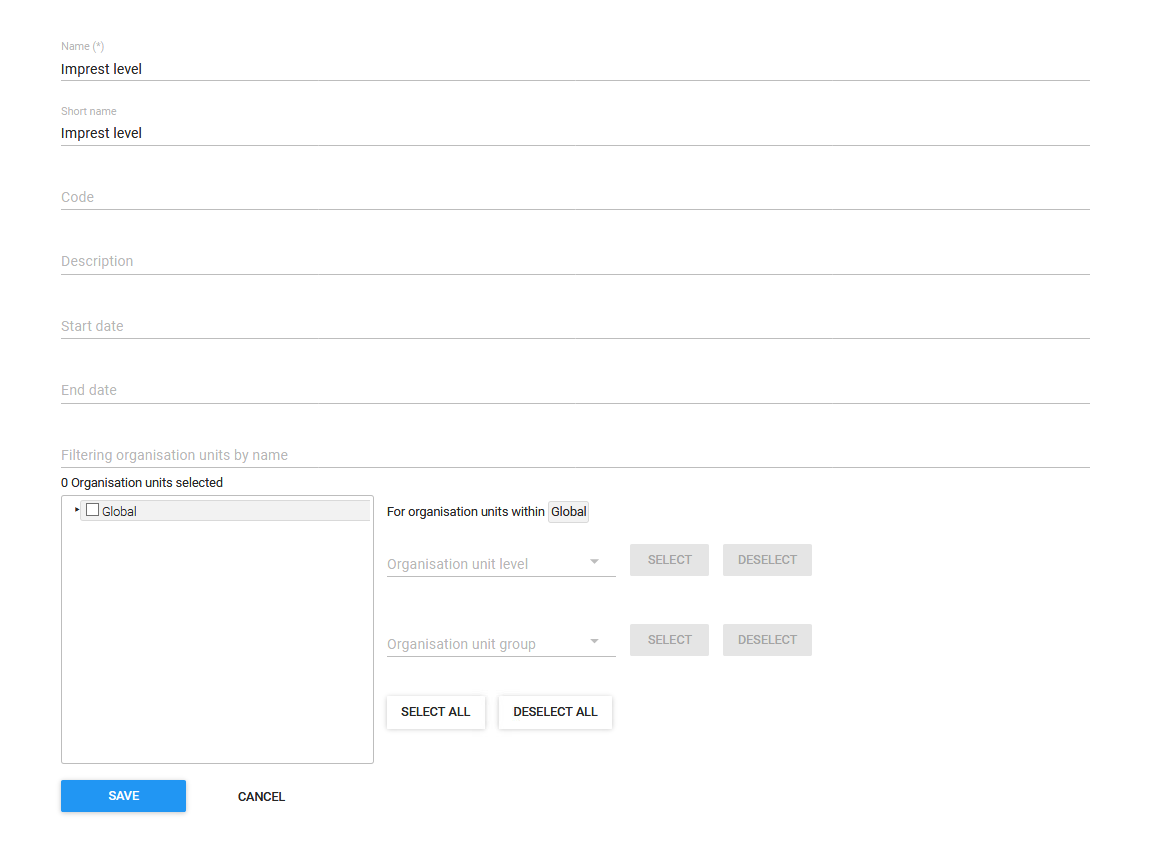 Name (*)
Imprest level
Short name
Imprest level
Code
Description
Start date
End date
Filtering organisation units by name
0 Organisation units selected
Global
For organisation units within Global
Organisation unit level
SELECT
DESELECT
Organisation unit group
SELECT
DESELECT
SELECT ALL
DESELECT ALL
SAVE
CANCEL